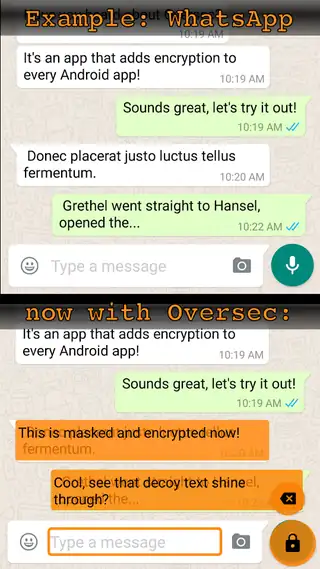 Example: WhatsApp
10:19 AM
It's an app that adds encryption to
every Android app!
10:19 AM
Sounds great, let's try it out!
10:19 AM
Donec placerat justo luctus tellus
fermentum.
10:20 AM
Grethel went straight to Hansel,
opened the...
10:22 AM
Type a message
now with Oversec:
It's an app that adds encryption to
every Android app!
10:19 AM
Sounds great, let's try it out!
10:19 AM
This is masked and encrypted now!
fermentum.
Cool, see that decoy text shine
through?
Type a message